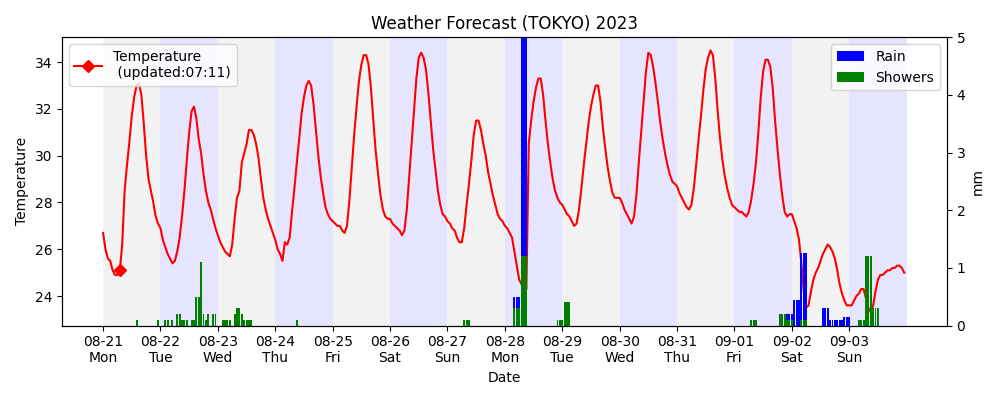 Weather Forecast (TOKYO) 2023
Temperature
(updated:07:11)
Rain
Showers
Temperature
34
32
30
28
26
24
5
4
3
2
1
0
mm
08-21 08-22 08-23 08-24 08-25 08-26 08-27 08-28 08-29 08-30 08-31 09-01 09-02 09-03
Mon Tue Wed Thu Fri Sat Sun Mon Tue Wed Thu Fri Sat Sun
Date